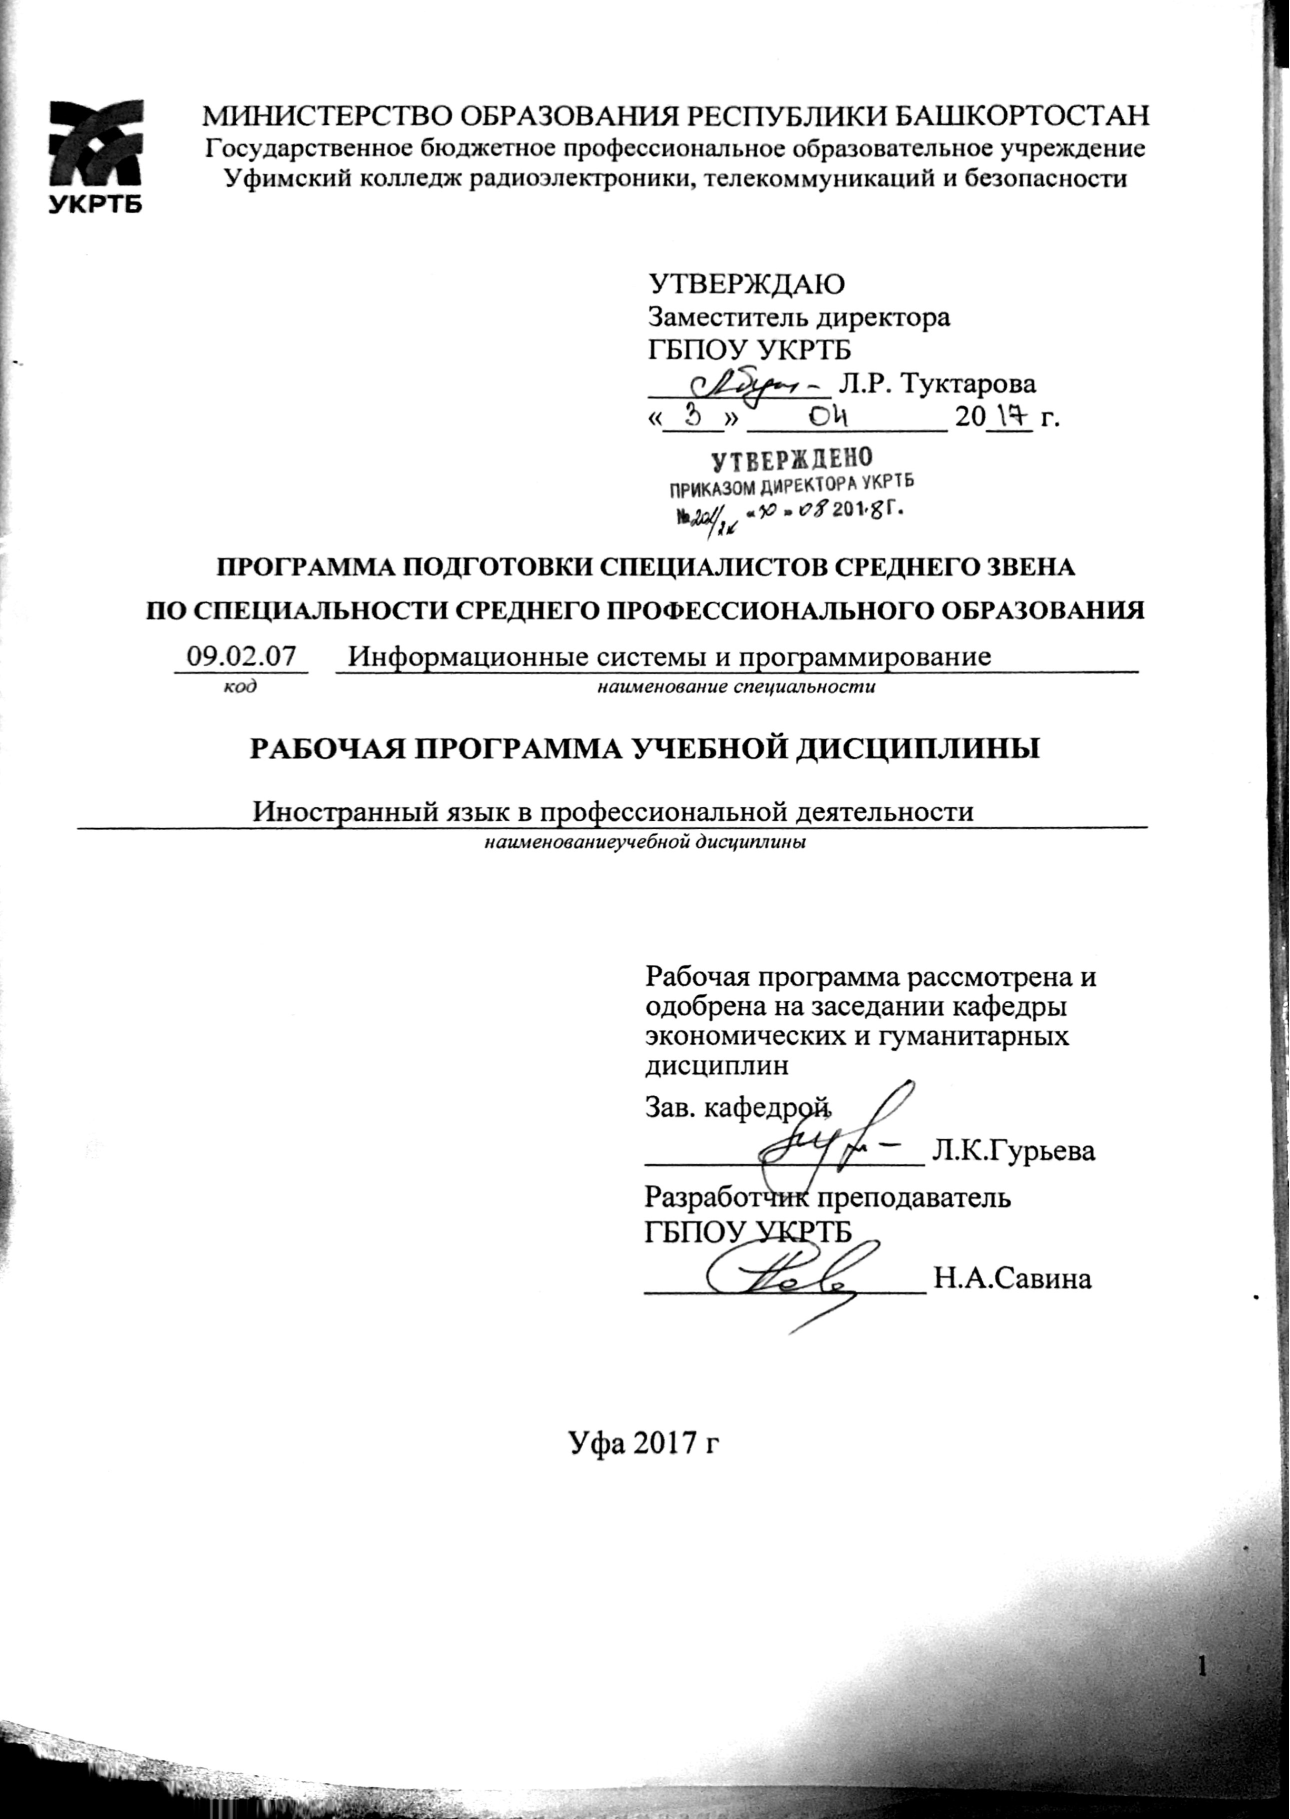 МИНИСТЕРСТВО ОБРАЗОВАНИЯ РЕСПУБЛИКИ БАШКОРТОСТАН
Государственное бюджетное профессиональное образовательное учреждение
Уфимский колледж радиоэлектроники, телекоммуникаций и безопасности
УКРТБ
УТВЕРЖДАЮ
Заместитель директора
ГБПОУ УКРТБ
Л.Р. Туктарова
« 3 » 04 20 17 г.
УТВЕРЖДЕНО
ПРИКАЗОМ ДИРЕКТОРА УКРТБ
№ « » 08 2018 Г.
ПРОГРАММА ПОДГОТОВКИ СПЕЦИАЛИСТОВ СРЕДНЕГО ЗВЕНА
ПО СПЕЦИАЛЬНОСТИ СРЕДНЕГО ПРОФЕССИОНАЛЬНОГО ОБРАЗОВАНИЯ
09.02.07 Информационные системы и программирование
код наименование специальности
РАБОЧАЯ ПРОГРАММА УЧЕБНОЙ ДИСЦИПЛИНЫ
Иностранный язык в профессиональной деятельности
наименованиеучебной дисциплины
Рабочая программа рассмотрена и
одобрена на заседании кафедры
экономических и гуманитарных
дисциплин
Зав. кафедрой
Л.К.Гурьева
Разработчик преподаватель
ГБПОУ УКРТБ
Н.А.Савина
Уфа 2017 г
1